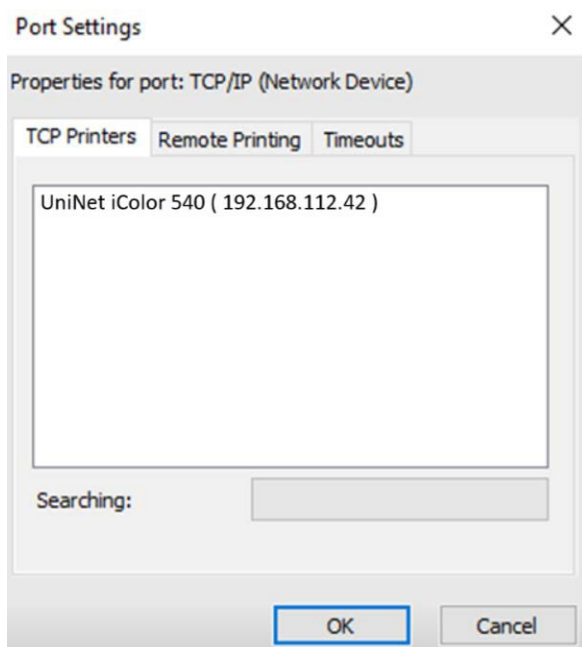 Port Settings
Properties for port: TCP/IP (Network Device)
TCP Printers Remote Printing Timeouts
UniNet iColor 540 ( 192.168.112.42 )
Searching:
OK Cancel